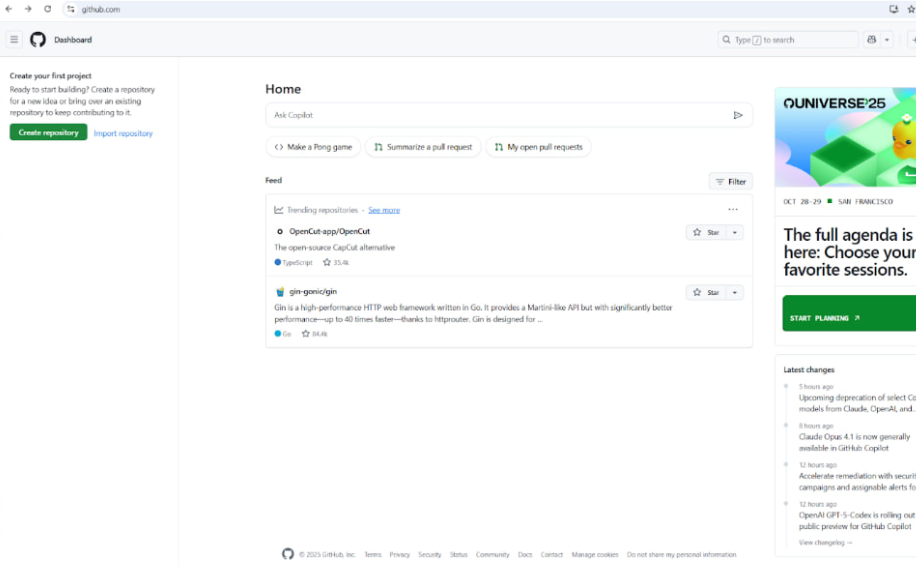 github.com
Dashboard
Type / to search
Create your first project
Ready to start building? Create a repository
for a new idea or bring over an existing
repository to keep contributing to it.
Create repository
Import repository
Home
Ask Copilot
Make a Pong game
Summarize a pull request
My open pull requests
Feed
Filter
Trending repositories · See more
OpenCut-app/OpenCut
Star
The open-source CapCut alternative
TypeScript
35.4k
gin-gonic/gin
Star
Gin is a high-performance HTTP web framework written in Go. It provides a Martini-like API but with significantly better
performance—up to 40 times faster—thanks to httprouter. Gin is designed for ...
Go
84.4k
UNIVERSE'25
OCT 28-29 SAN FRANCISCO
The full agenda is
here: Choose your
favorite sessions.
START PLANNING
Latest changes
5 hours ago
Upcoming deprecation of select Co
models from Claude, OpenAI, and...
8 hours ago
Claude Opus 4.1 is now generally
available in GitHub Copilot
12 hours ago
Accelerate remediation with securit
campaigns and assignable alerts fo
12 hours ago
OpenAI GPT-5-Codex is rolling out
public preview for GitHub Copilot
View changelog →
© 2025 GitHub, Inc.
Terms
Privacy
Security
Status
Community
Docs
Contact
Manage cookies
Do not share my personal information